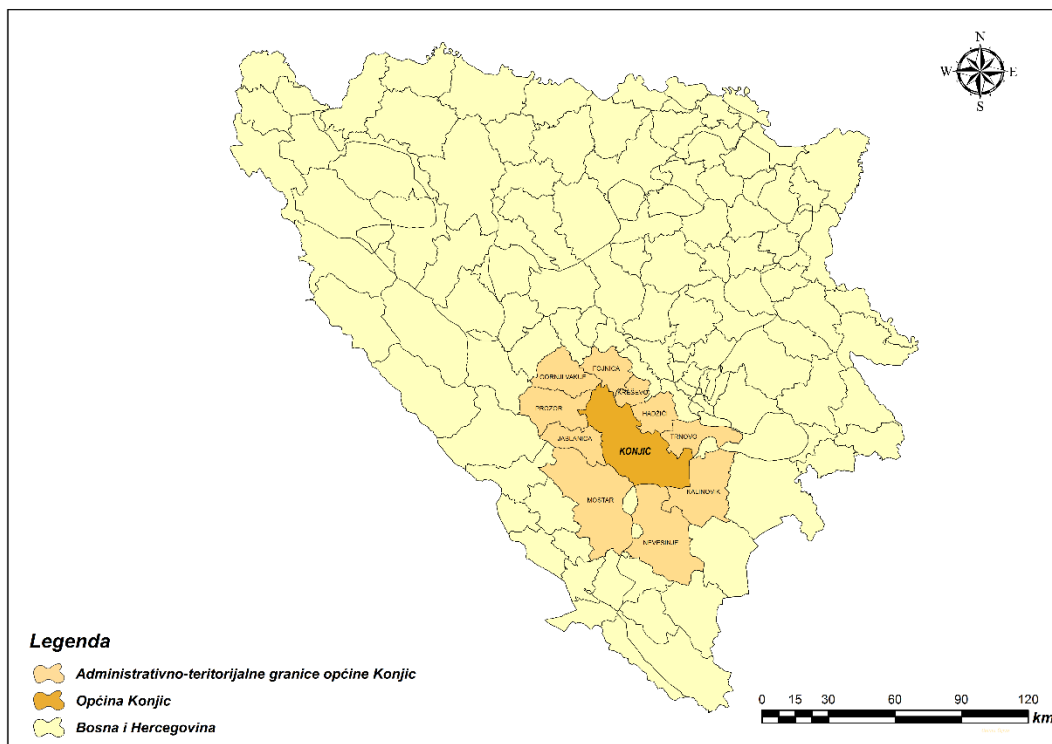 N
W E
S
GORNJI VAKUF
FOJNICA
KREŠEVO
PROZOR
HADŽIĆI
JABLANICA
TRNOVO
KONJIC
KALINOVIK
MOSTAR
NEVESINJE
Legenda
Administrativno-teritorijalne granice općine Konjic
Općina Konjic
Bosna i Hercegovina
0 15 30 60 90 120
km